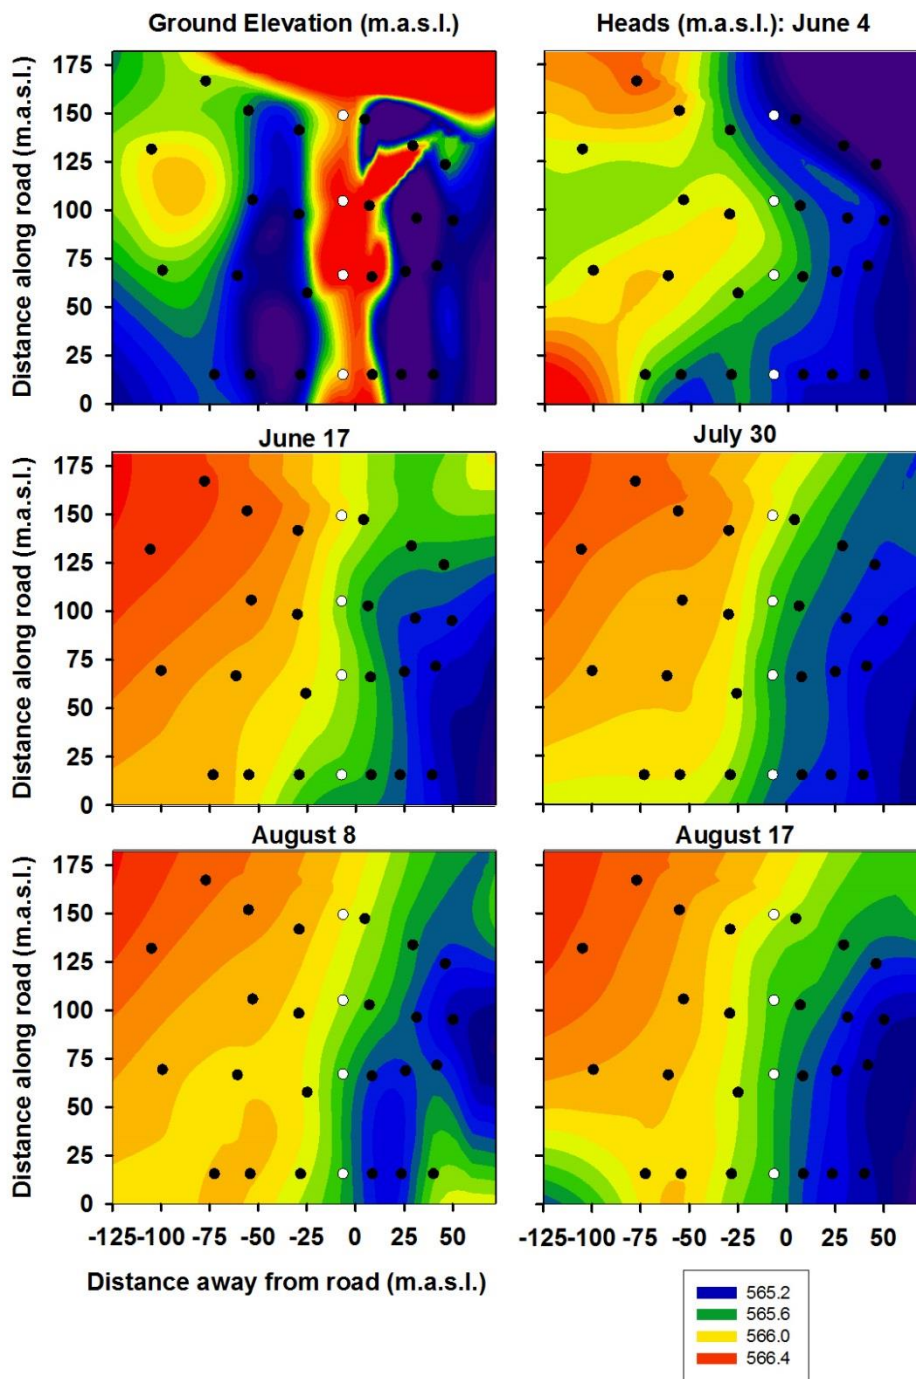 Ground Elevation (m.a.s.l.)
Heads (m.a.s.l.): June 4
Distance along road (m.a.s.l.)
175
150
125
100
75
50
25
0
June 17
July 30
Distance along road (m.a.s.l.)
175
150
125
100
75
50
25
0
August 8
August 17
Distance along road (m.a.s.l.)
175
150
125
100
75
50
25
0
-125 -100 -75 -50 -25 0 25 50
-125 -100 -75 -50 -25 0 25 50
Distance away from road (m.a.s.l.)
565.2
565.6
566.0
566.4